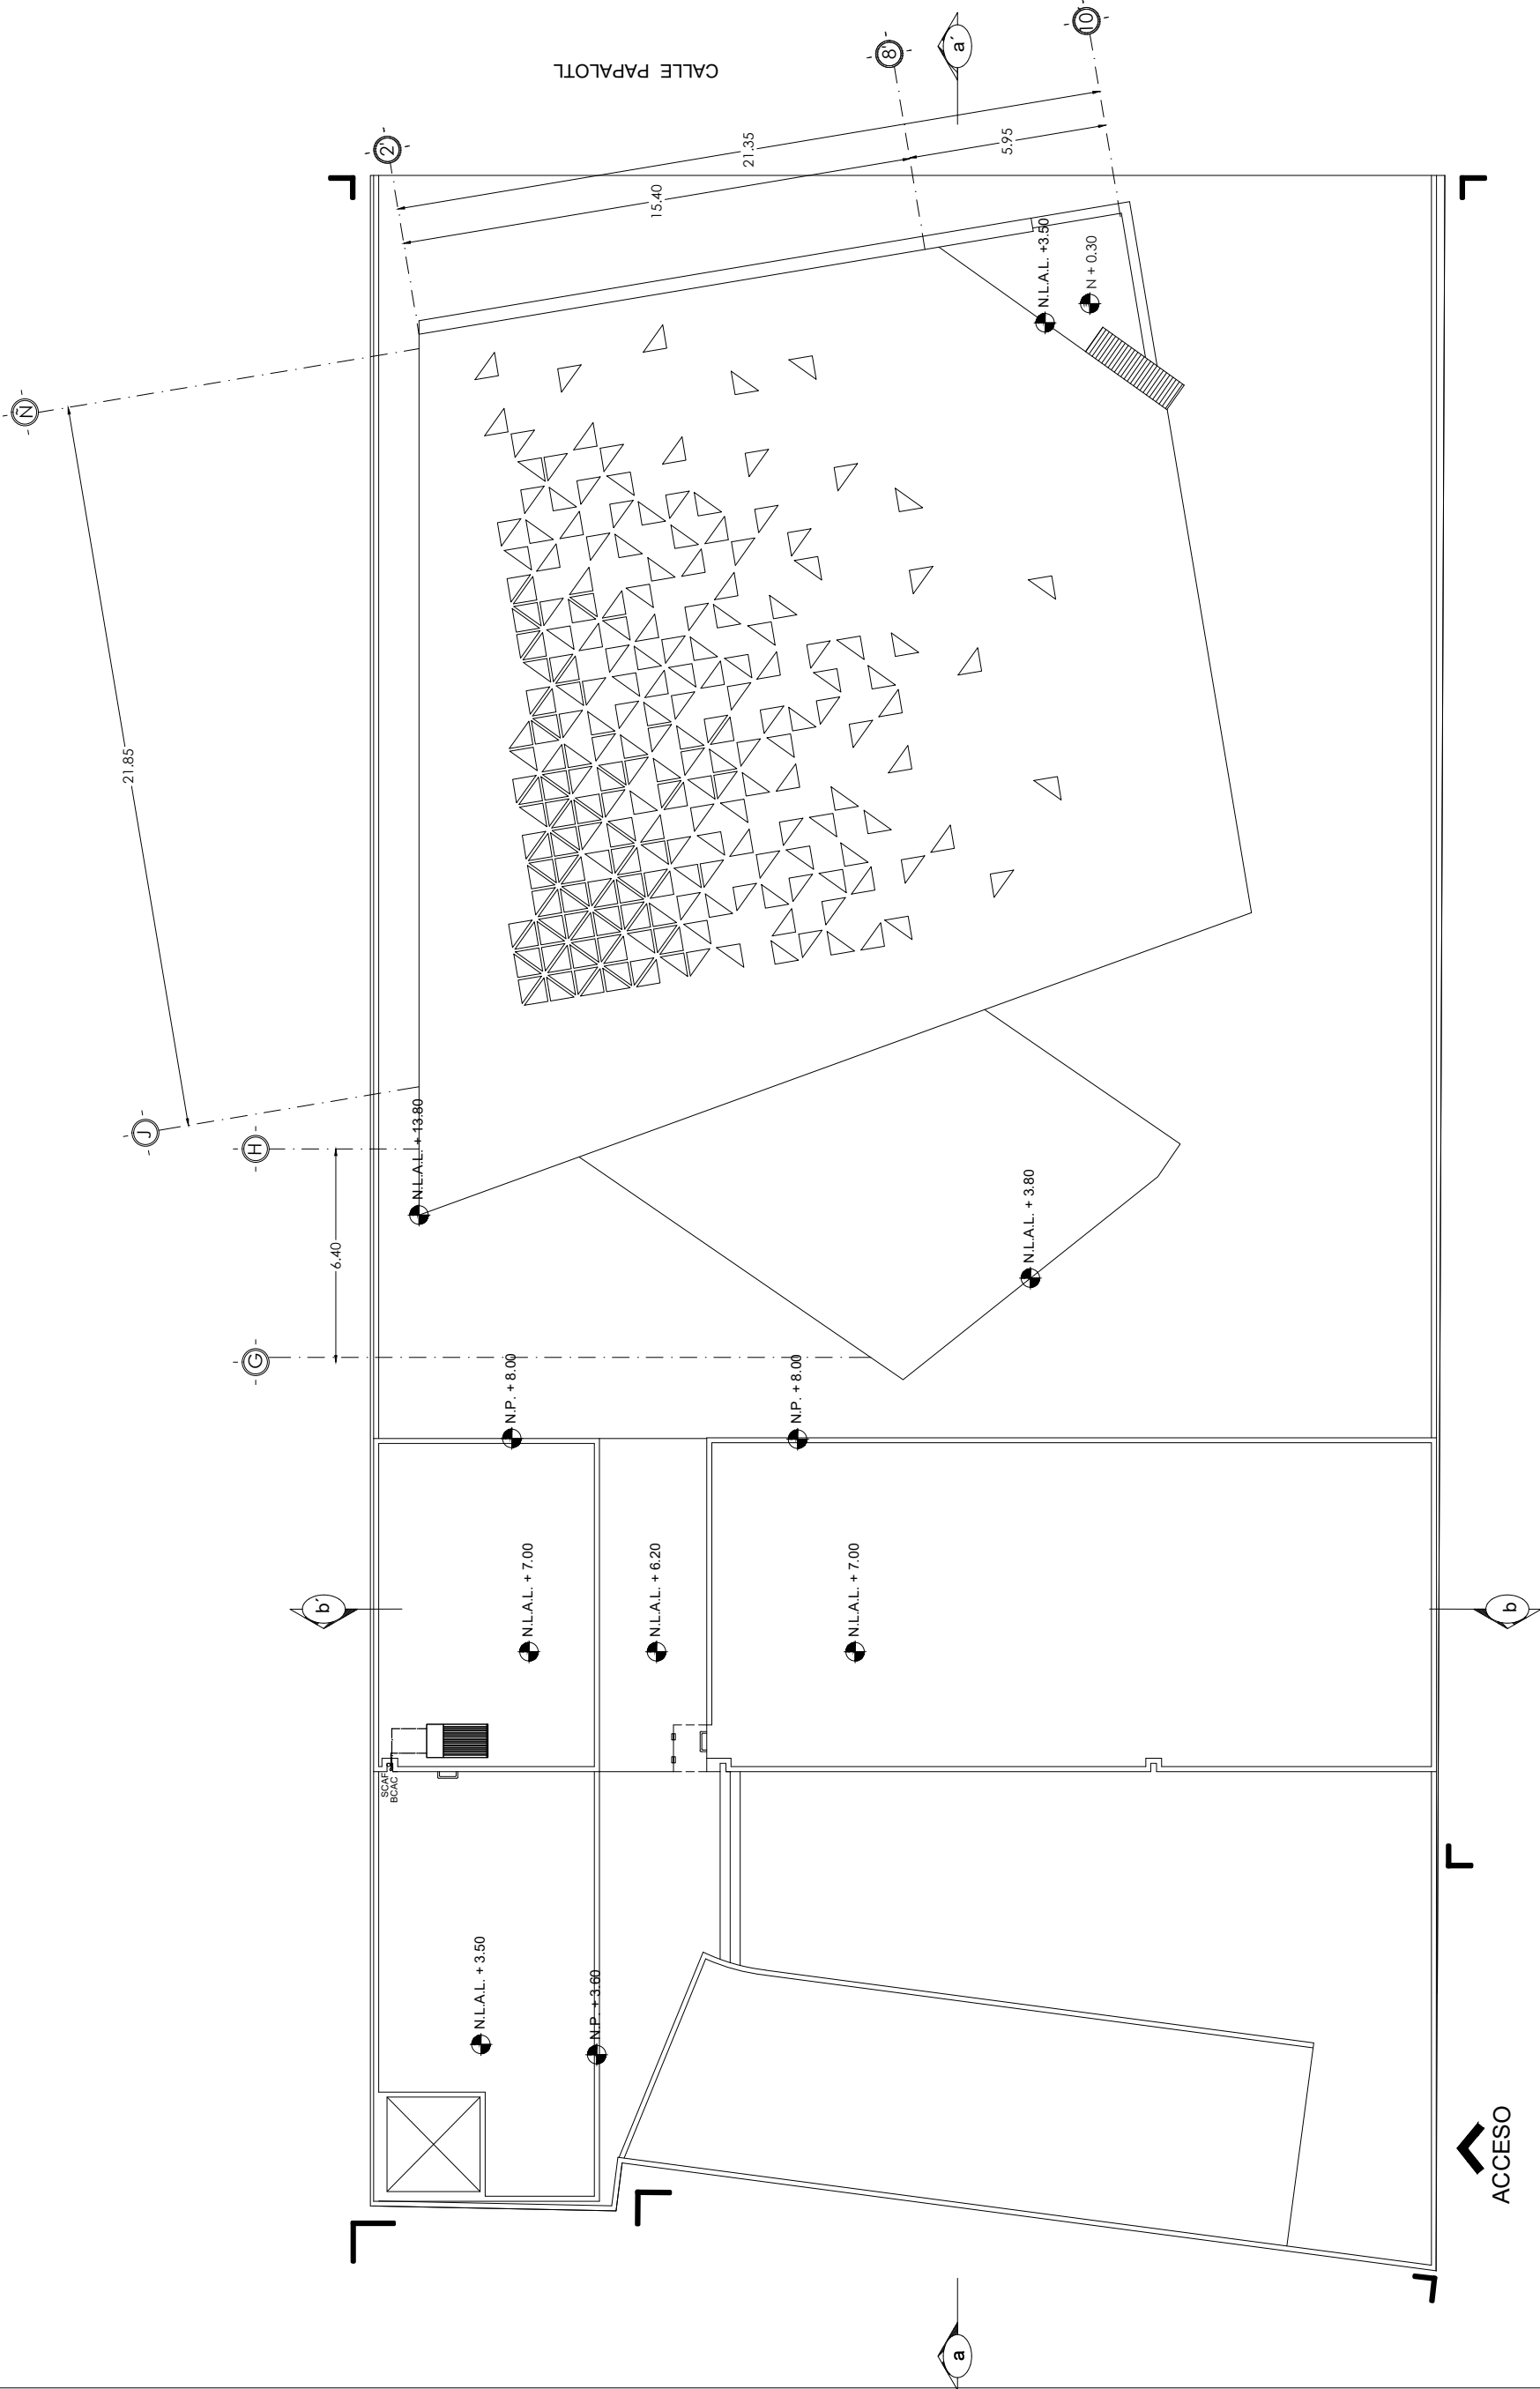 CALLE PAPALOTL
10'
8'
a´
2'
21.35
15.40
5.95
N.L.A.L. +3.50
N + 0.30
Ñ
21.85
J
H
G
6.40
N.L.A.L. + 13.80
N.L.A.L. + 3.80
N.P. + 8.00
N.P. + 8.00
N.L.A.L. + 7.00
N.L.A.L. + 6.20
N.L.A.L. + 7.00
b´
b
SCAF
BCAC
N.L.A.L. + 3.50
N.P. + 3.60
a
ACCESO